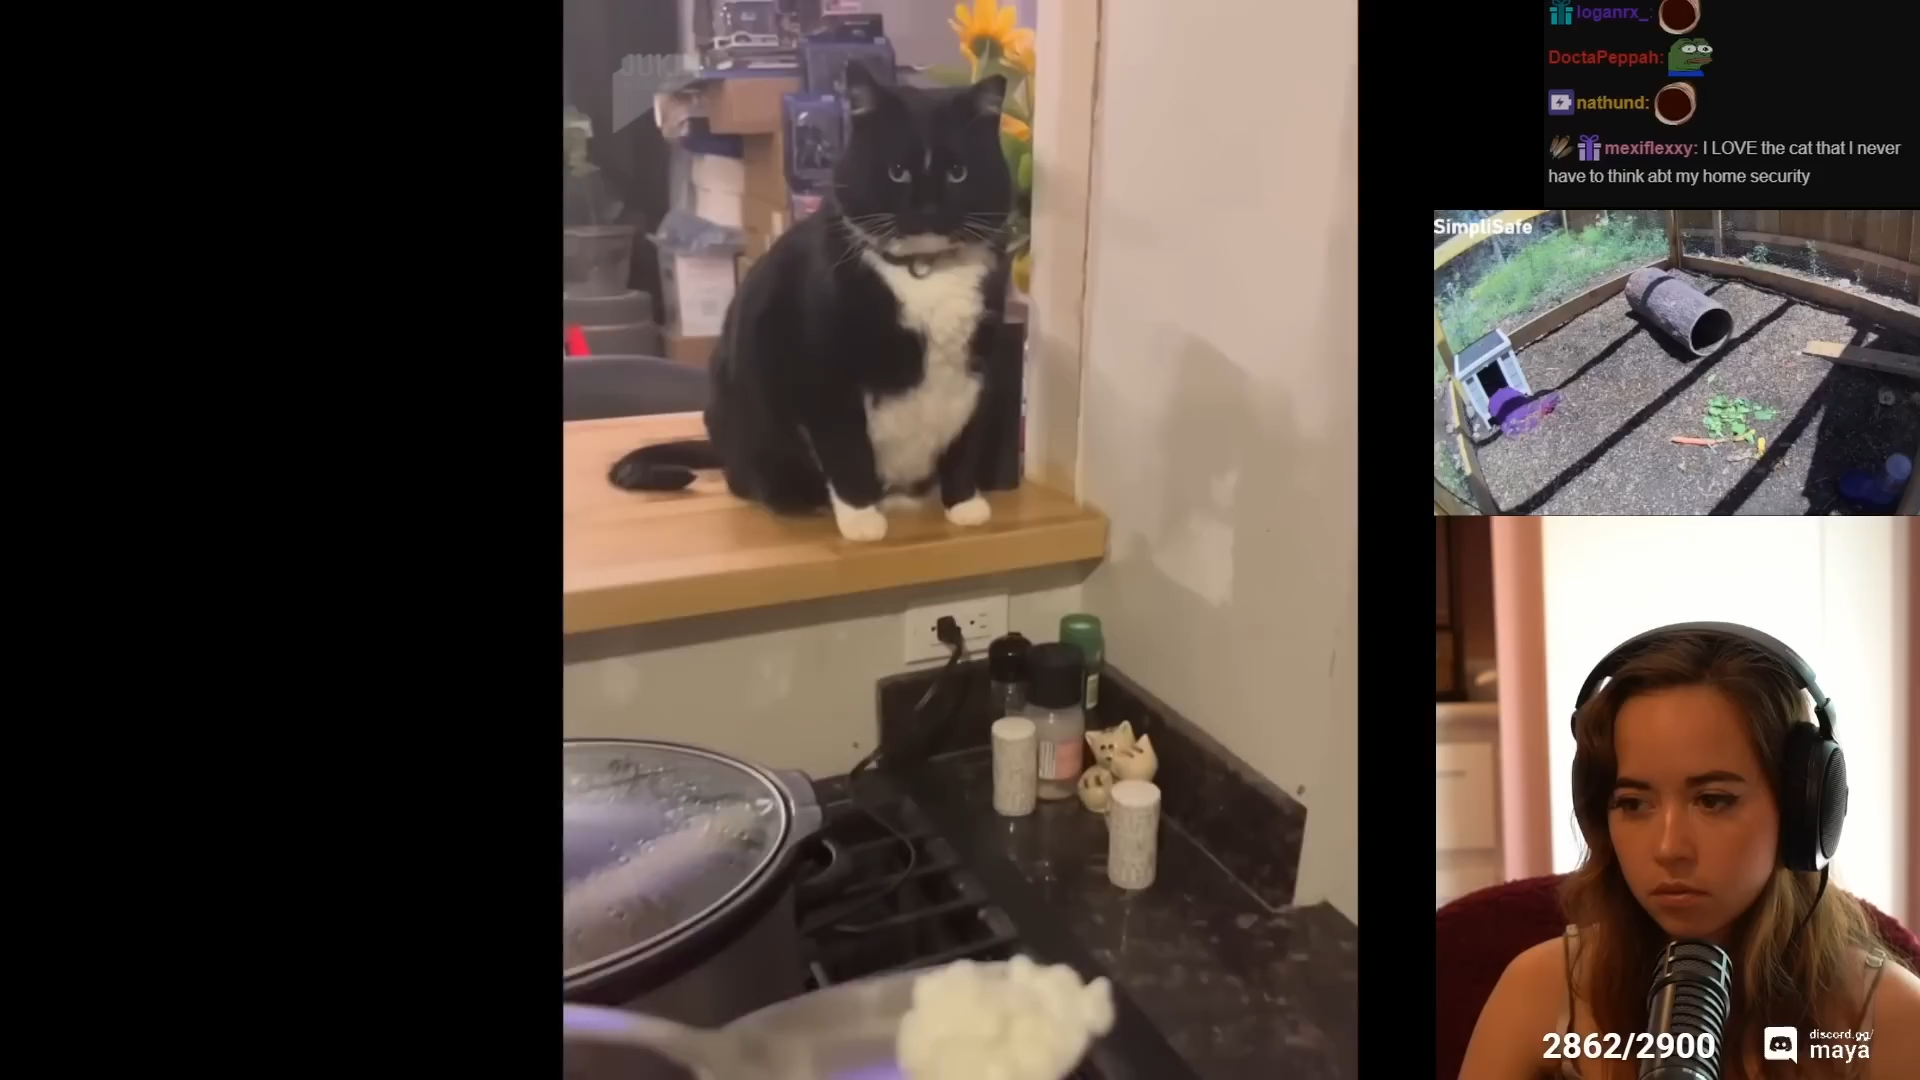 JUKIN
loganrx_:
DoctaPeppah:
nathund:
mexiflexxy: I LOVE the cat that I never
have to think abt my home security
SimpliSafe
2862/2900
discord.gg/
maya